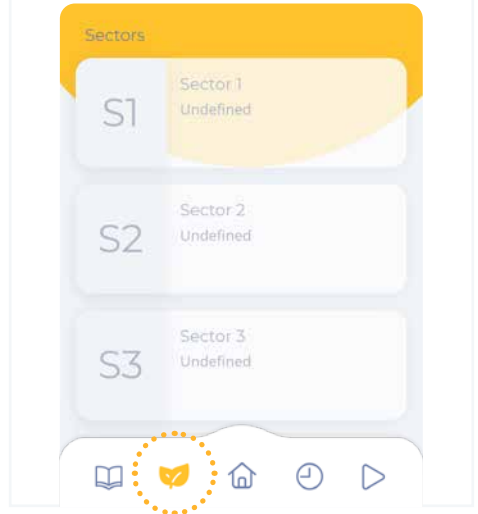 Sectors
S1
Sector 1
Undefined
S2
Sector 2
Undefined
S3
Sector 3
Undefined